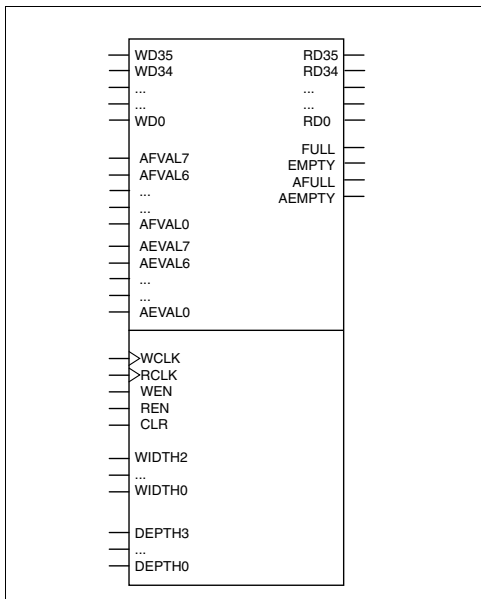 WD35 RD35
WD34 RD34
... ...
... ...
WD0 RD0
FULL
AFVAL7 EMPTY
AFVAL6 AFULL
... AEMPTY
...
AFVAL0
AEVAL7
AEVAL6
...
...
AEVAL0
WCLK
RCLK
WEN
REN
CLR
WIDTH2
...
WIDTH0
DEPTH3
...
DEPTH0